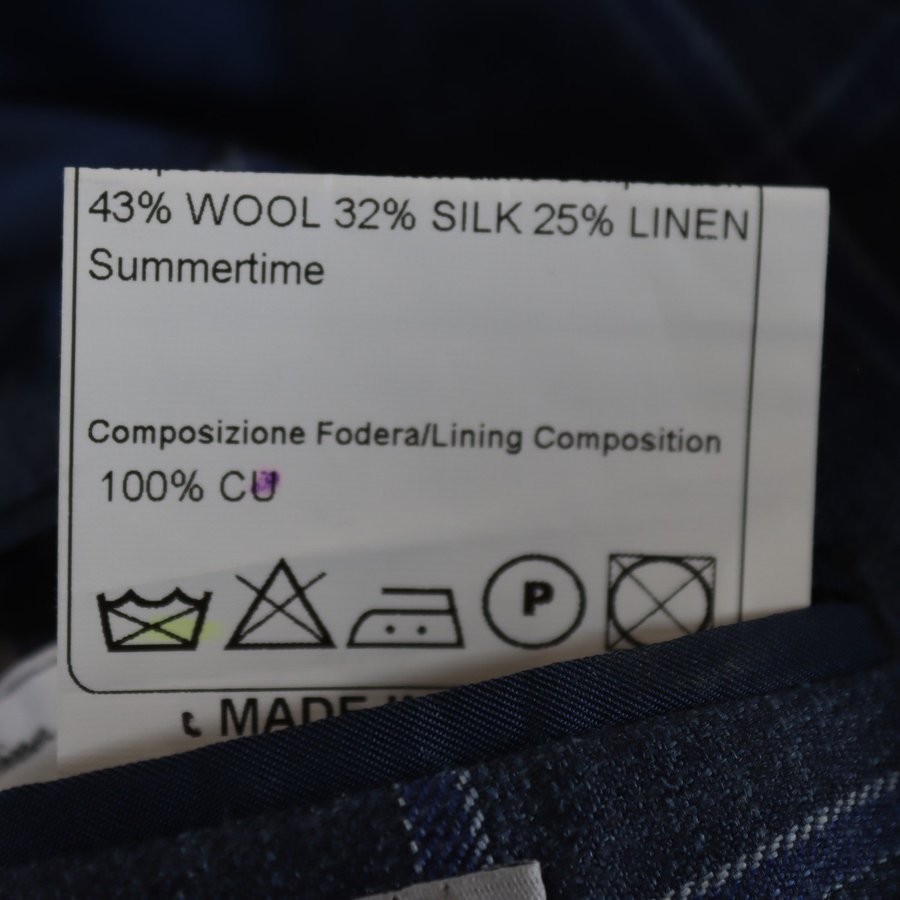 43% WOOL 32% SILK 25% LINEN
Summertime
Composizione Fodera/Lining Composition
100% CU
P
MADE